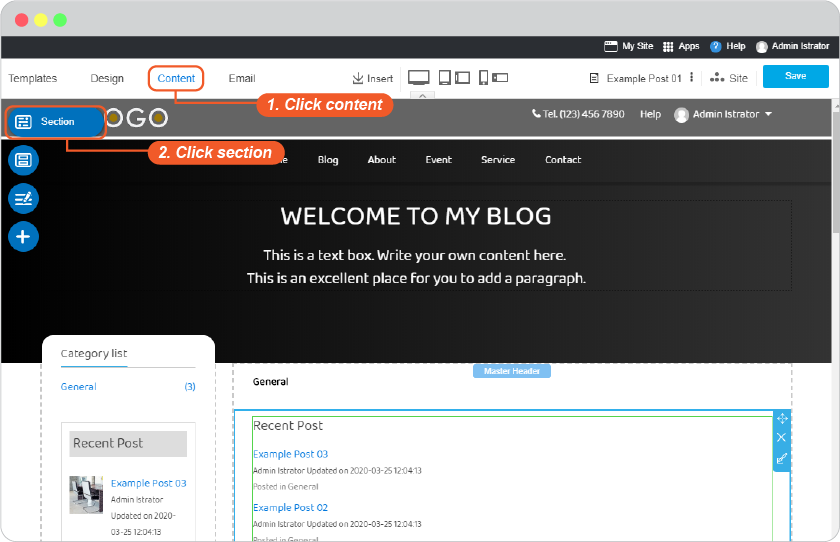 My Site Apps Help Admin Istrator
Templates Design Content Email Insert Example Post 01 Site Save
1. Click content
Section OGO Tel. (123) 456 7890 Help Admin Istrator
2. Click section
Blog About Event Service Contact
WELCOME TO MY BLOG
This is a text box. Write your own content here.
This is an excellent place for you to add a paragraph.
Category list
Master Header
General (3)
General
Recent Post
Recent Post
Example Post 03
Admin Istrator Updated on 2020-03-25 12:04:13
Posted in General
Example Post 02
Admin Istrator Updated on 2020-03-25 12:04:13
Posted in General
Example Post 03
Admin Istrator
Updated on 2020-
03-25 12:04:13